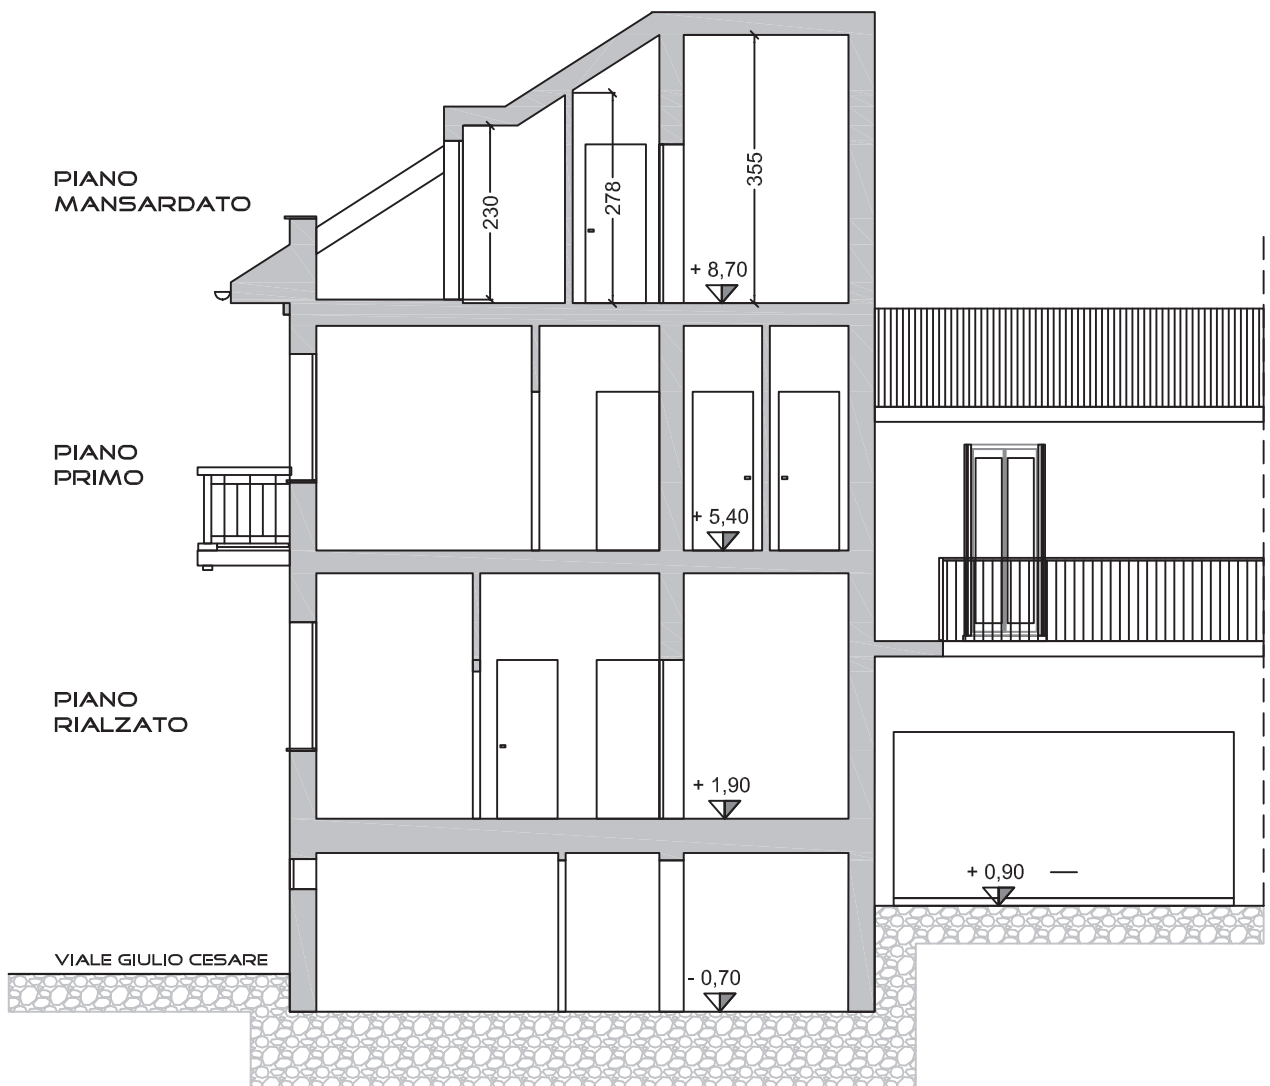 PIANO
MANSARDATO
230
278
355
+ 8,70
PIANO
PRIMO
+ 5,40
PIANO
RIALZATO
+ 1,90
+ 0,90
VIALE GIULIO CESARE
- 0,70